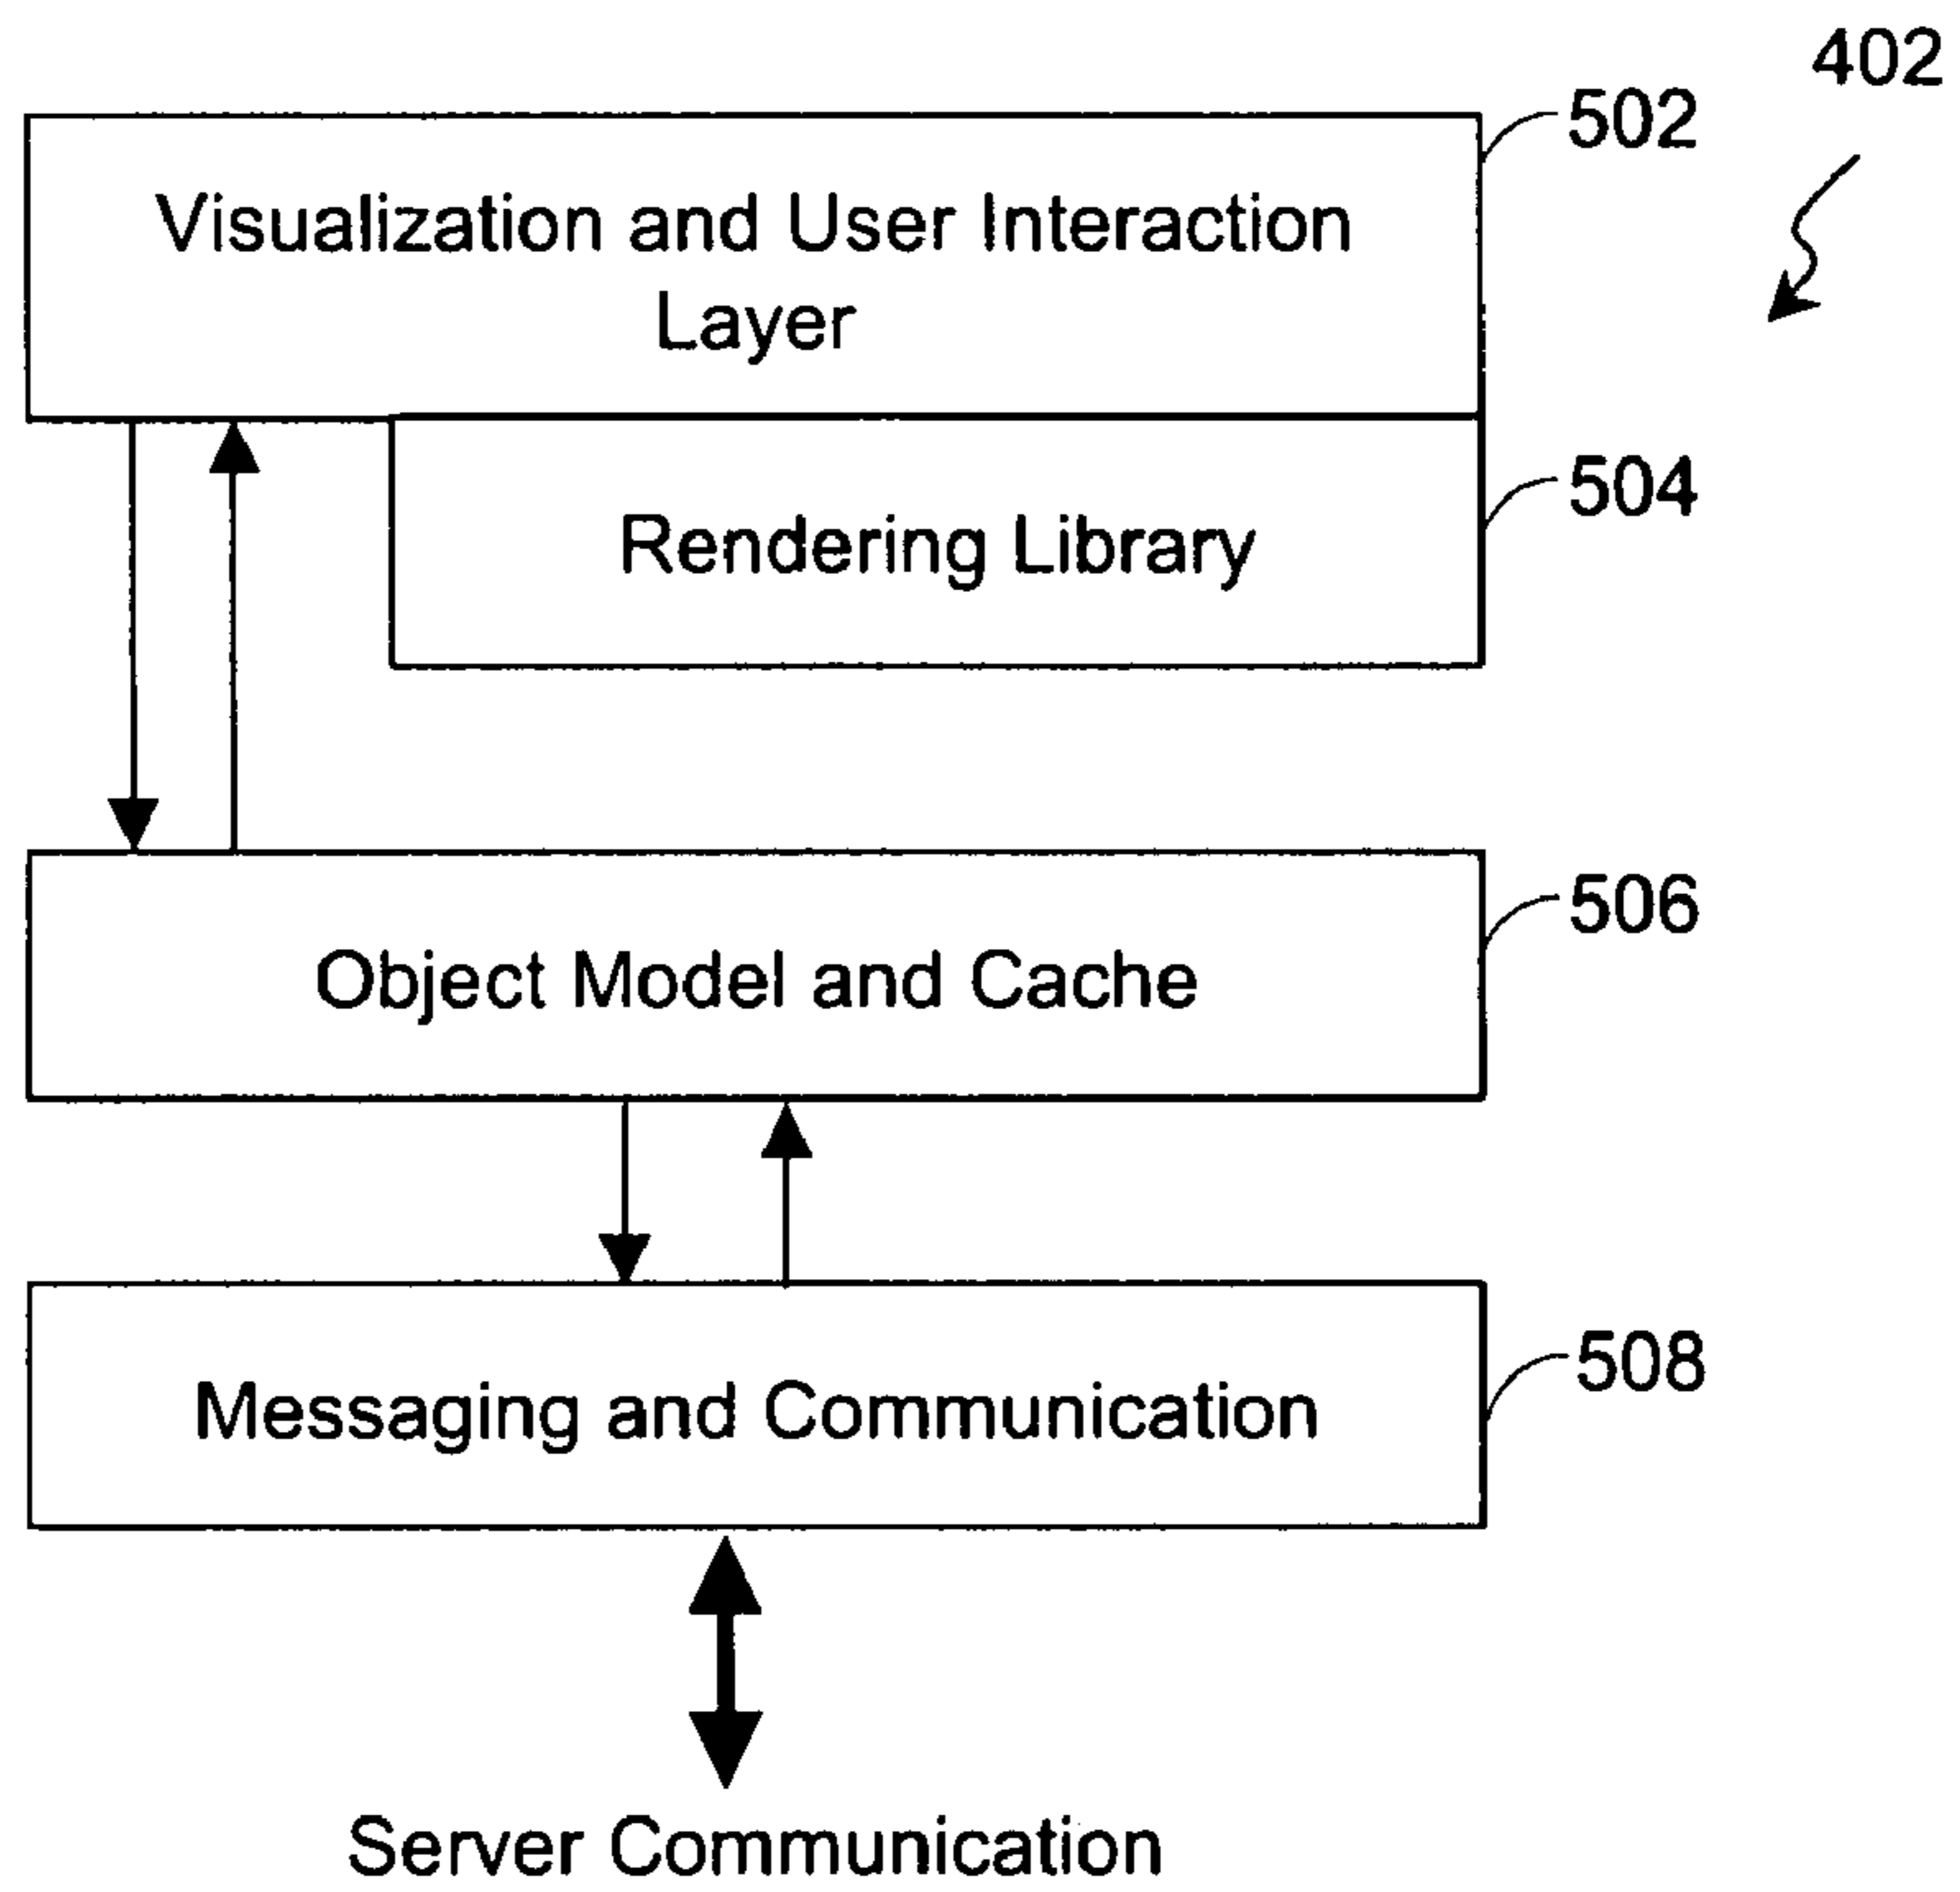 402
502
Visualization and User Interaction
Layer
504
Rendering Library
506
Object Model and Cache
508
Messaging and Communication
Server Communication